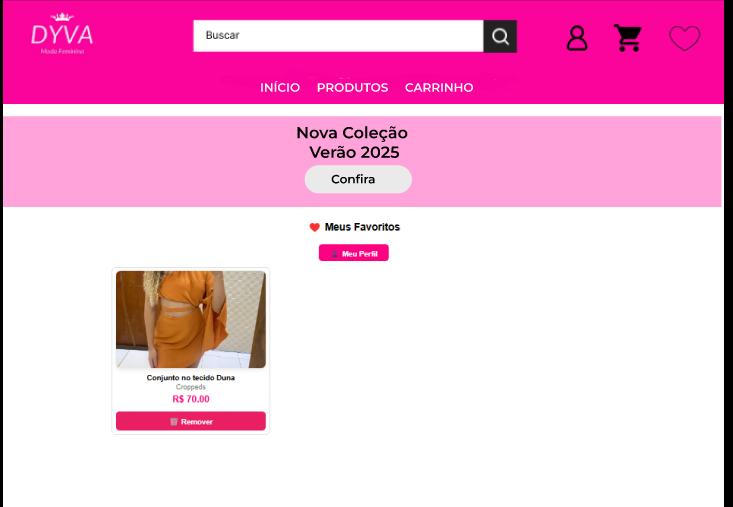 DYVA
Moda Feminina
Buscar
INÍCIO PRODUTOS CARRINHO
Nova Coleção
Verão 2025
Confira
Meus Favoritos
Meu Perfil
Conjunto no tecido Duna
Croppeds
R$ 70.00
Remover